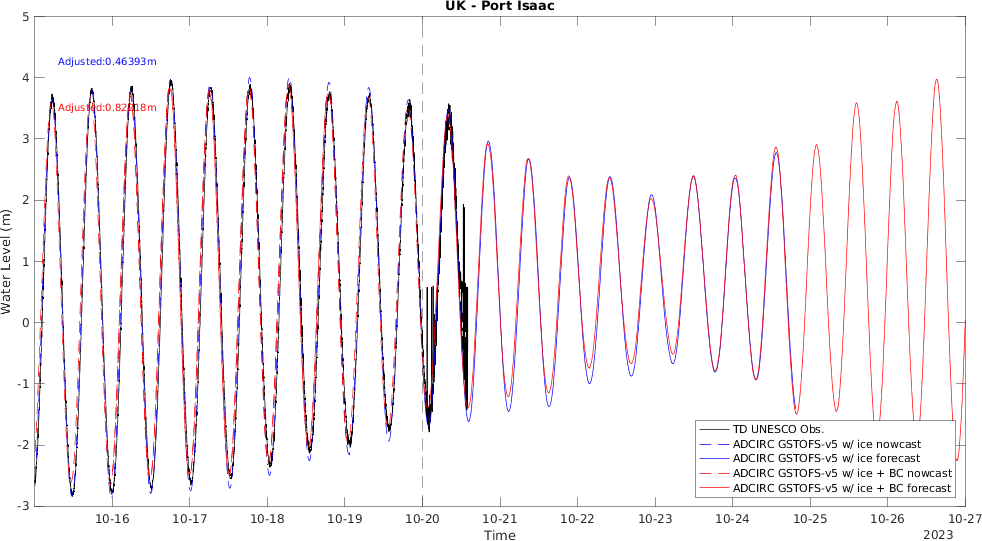 UK - Port Isaac
5
4
3
2
1
0
-1
-2
-3
Water Level (m)
Adjusted:0.46393m
Adjusted:0.82918m
TD UNESCO Obs.
ADCIRC GSTOFS-v5 w/ ice nowcast
ADCIRC GSTOFS-v5 w/ ice forecast
ADCIRC GSTOFS-v5 w/ ice + BC nowcast
ADCIRC GSTOFS-v5 w/ ice + BC forecast
10-16 10-17 10-18 10-19 10-20 10-21 10-22 10-23 10-24 10-25 10-26 10-27
Time
2023